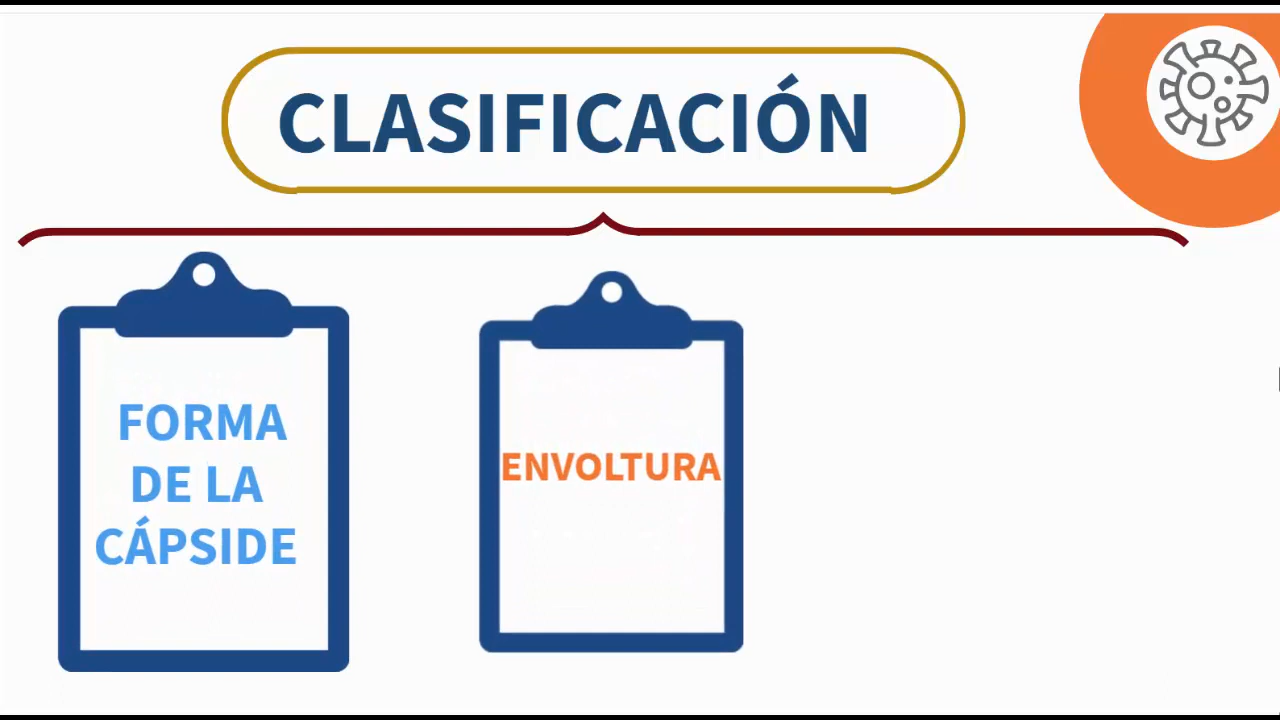 CLASIFICACIÓN
FORMA
DE LA
CÁPSIDE
ENVOLTURA